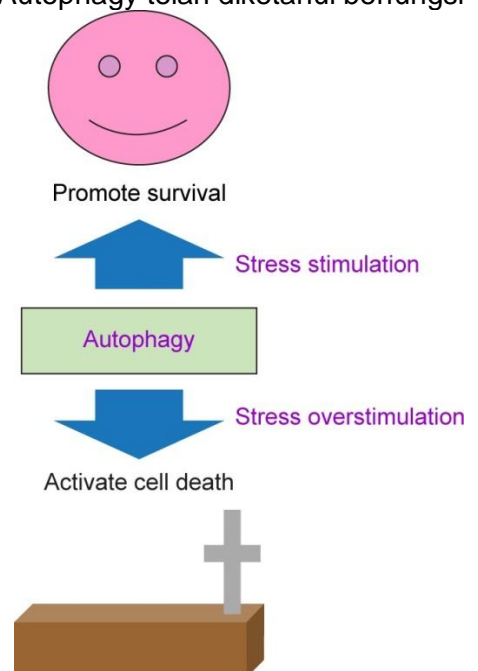 Autophagy telah diketahui berfungsi
Promote survival
Stress stimulation
Autophagy
Stress overstimulation
Activate cell death